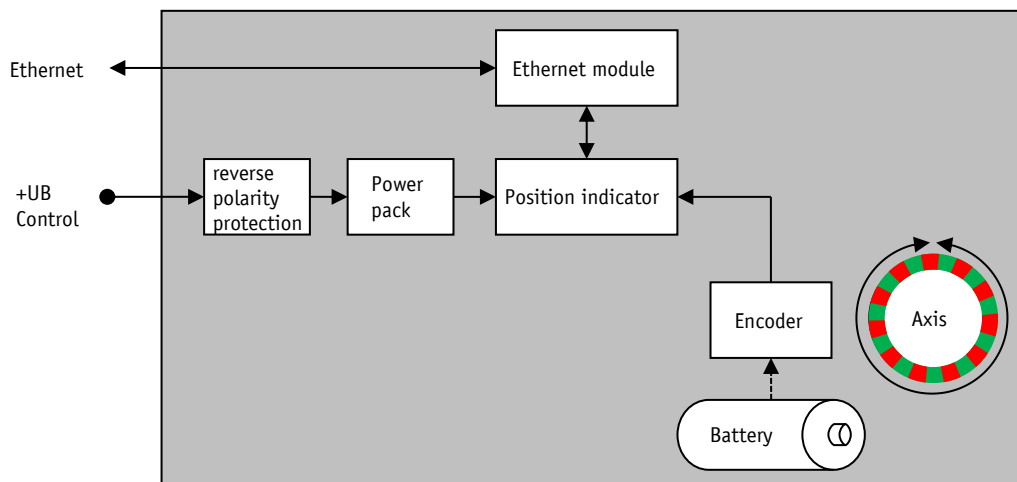 Ethernet
Ethernet module
+UB
Control
reverse
polarity
protection
Power
pack
Position indicator
Encoder
Axis
Battery